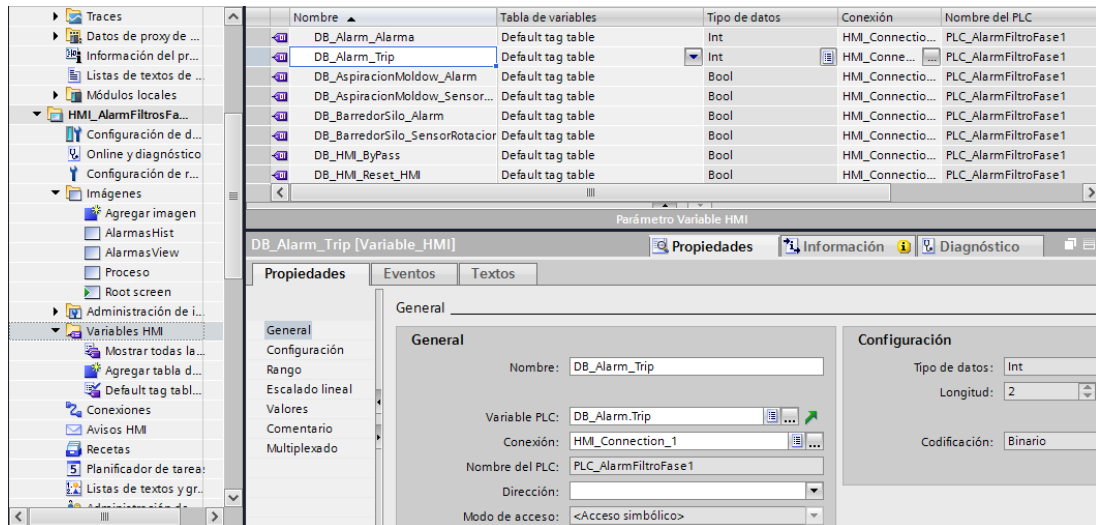 Traces
Datos de proxy de ...
Información del pr...
Listas de textos de ...
Módulos locales
HMI_AlarmFiltrosFa...
Configuración de d...
Online y diagnóstico
Configuración de r...
Imágenes
Agregar imagen
AlarmasHist
AlarmasView
Proceso
Root screen
Administración de i...
Variables HMI
Mostrar todas la...
Agregar tabla d...
Default tag tabl...
Conexiones
Avisos HMI
Recetas
Planificador de tareas
Listas de textos y gr...
Nombre Tabla de variables Tipo de datos Conexión Nombre del PLC
DB_Alarm_Alarma Default tag table Int HMI_Connectio... PLC_AlarmFiltroFase1
DB_Alarm_Trip Default tag table Int HMI_Conne... ... PLC_AlarmFiltroFase1
DB_AspiracionMoldow_Alarm Default tag table Bool HMI_Connectio... PLC_AlarmFiltroFase1
DB_AspiracionMoldow_Sensor... Default tag table Bool HMI_Connectio... PLC_AlarmFiltroFase1
DB_BarredorSilo_Alarm Default tag table Bool HMI_Connectio... PLC_AlarmFiltroFase1
DB_BarredorSilo_SensorRotacion Default tag table Bool HMI_Connectio... PLC_AlarmFiltroFase1
DB_HMI_ByPass Default tag table Bool HMI_Connectio... PLC_AlarmFiltroFase1
DB_HMI_Reset_HMI Default tag table Bool HMI_Connectio... PLC_AlarmFiltroFase1
Parámetro Variable HMI
DB_Alarm_Trip [Variable_HMI] Propiedades Información Diagnóstico
Propiedades Eventos Textos
General
Configuración
Rango
Escalado lineal
Valores
Comentario
Multiplexado
General
General
Nombre: DB_Alarm_Trip
Variable PLC: DB_Alarm.Trip ...
Conexión: HMI_Connection_1 ...
Nombre del PLC: PLC_AlarmFiltroFase1
Dirección:
Modo de acceso: <Acceso simbólico>
Configuración
Tipo de datos: Int
Longitud: 2
Codificación: Binario